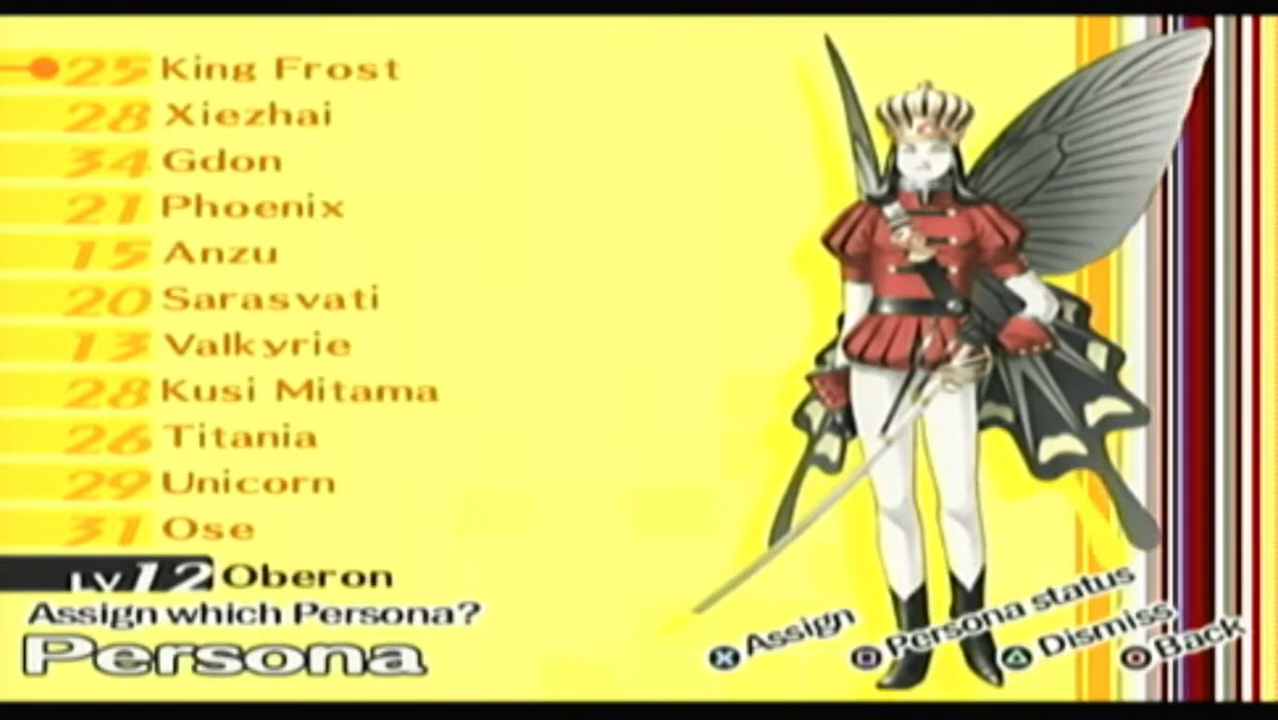 25 King Frost
28 Xiezhai
34 Gdon
21 Phoenix
15 Anzu
20 Sarasvati
13 Valkyrie
28 Kusi Mitama
26 Titania
29 Unicorn
31 Ose
LV 12 Oberon
Assign which Persona?
Persona
X Assign
Persona status
Dismiss
Back